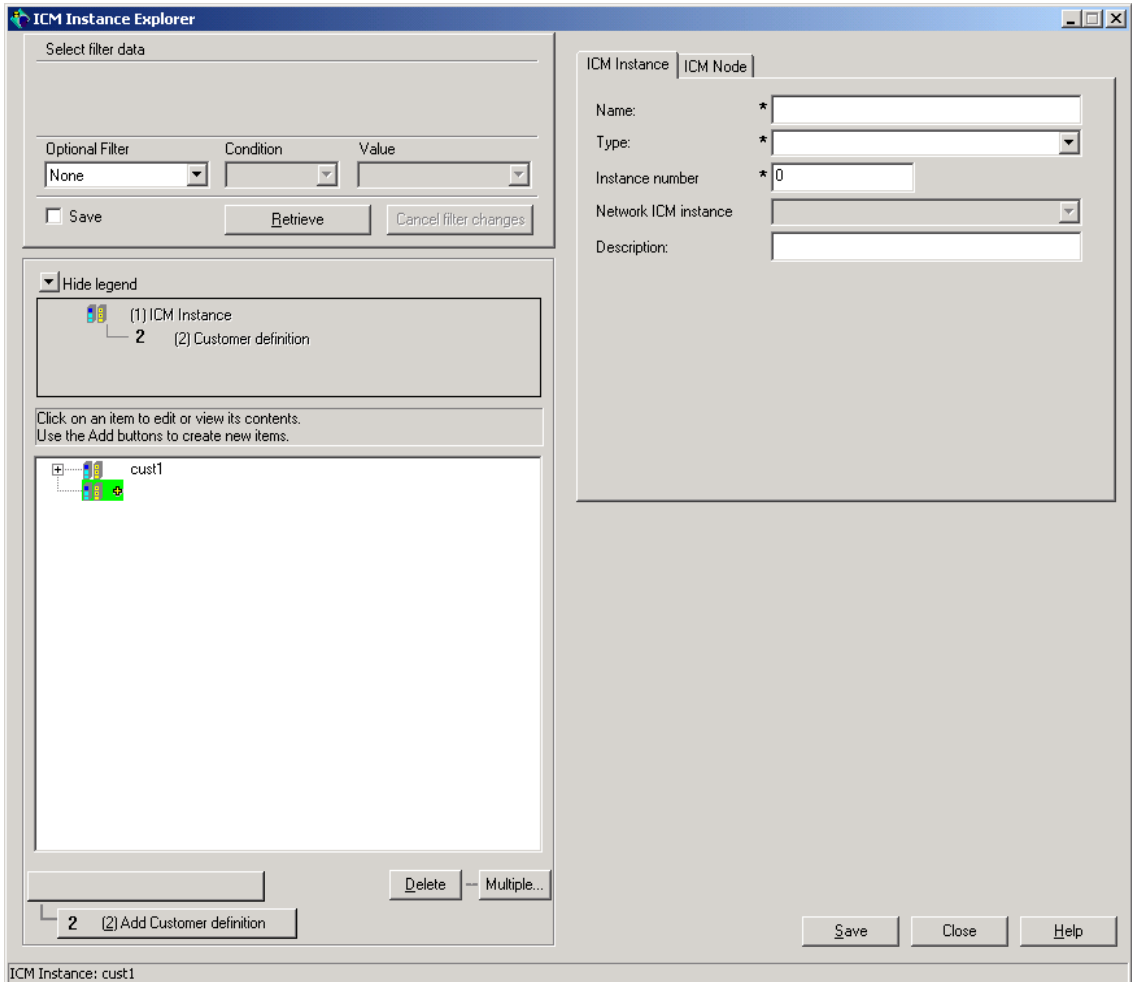 ICM Instance Explorer
Select filter data
Optional Filter Condition Value
None
Save Retrieve Cancel filter changes
Hide legend
(1) ICM Instance
2 (2) Customer definition
Click on an item to edit or view its contents.
Use the Add buttons to create new items.
cust1
Delete Multiple...
2 (2) Add Customer definition
ICM Instance ICM Node
Name: *
Type: *
Instance number * 0
Network ICM instance
Description:
Save Close Help
ICM Instance: cust1